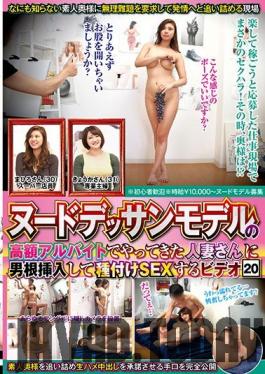 なにも知らない素人奥様に無理難題を要求して発情へと追い詰める現場
楽して稼ごうと応募した仕事現場で
まさかのセクハラ!その時、奥様は!?
とりあえず
お股を開いちゃい
ましょうか?
こんな感じの
ポーズでいいですか?
まひろさん(30)
スーパー店員
きょうかさん(31)
専業主婦
※初心者歓迎※時給¥10,000〜ヌードモデル募集
ヌードデッサンモデルの
高額アルバイトでやってきた人妻さんに
男根挿入して種付けSEXするビデオ 20
素人奥様を追い詰め生ハメ中出しを承諾させる手口を完全公開